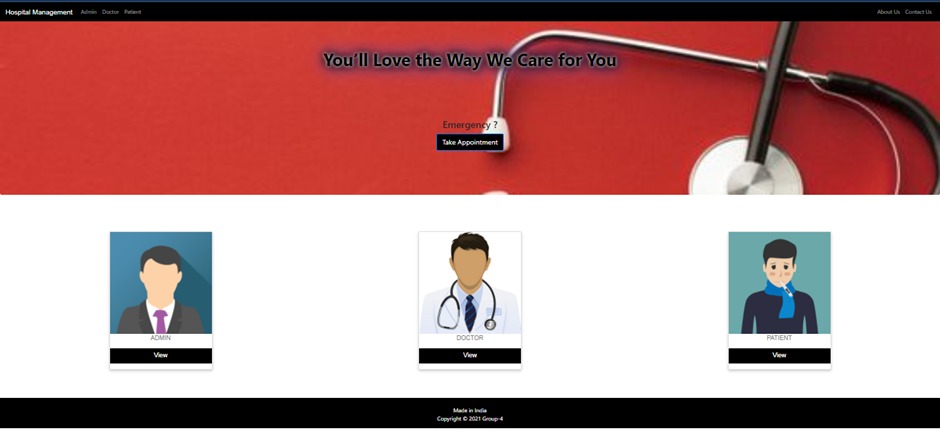 Hospital Management Admin Doctor Patient About Us Contact Us
You'll Love the Way We Care for You
Emergency ?
Take Appointment
ADMIN DOCTOR PATIENT
View View View
Made in India
Copyright © 2021 Group-4